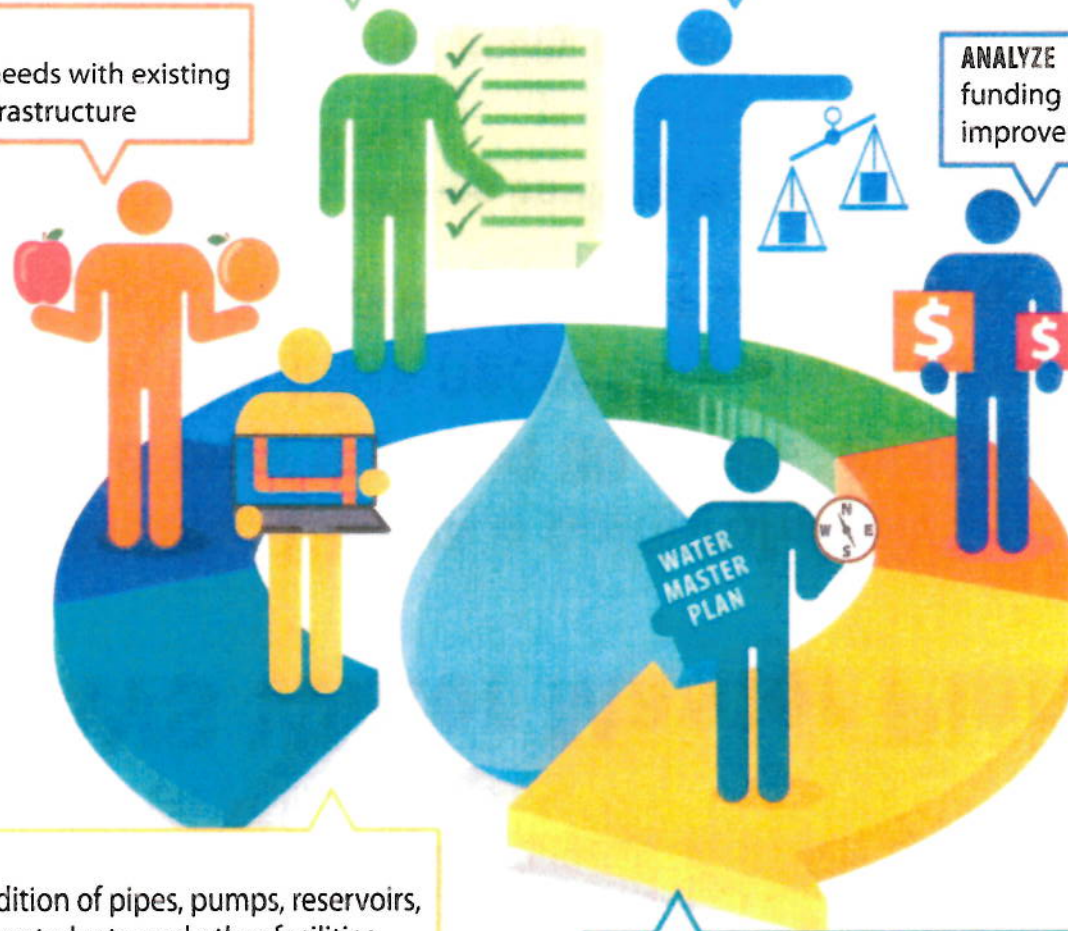 eeds with existing
rastructure
ANALYZE
funding
improve
$
$
N
W E
S
WATER
MASTER
PLAN
dition of pipes, pumps, reservoirs,